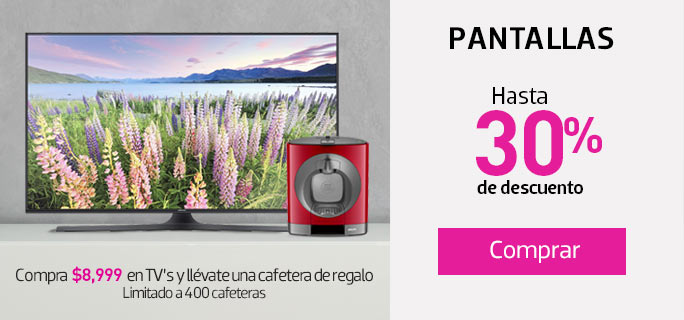 PANTALLAS
Hasta
30%
de descuento
Comprar
Compra $8,999 en TV's y llévate una cafetera de regalo
Limitado a 400 cafeteras